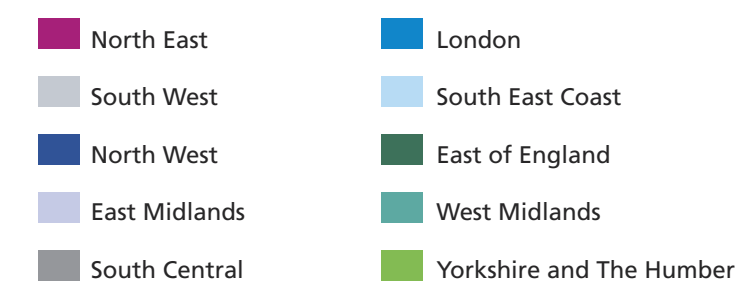 North East
South West
North West
East Midlands
South Central
London
South East Coast
East of England
West Midlands
Yorkshire and The Humber